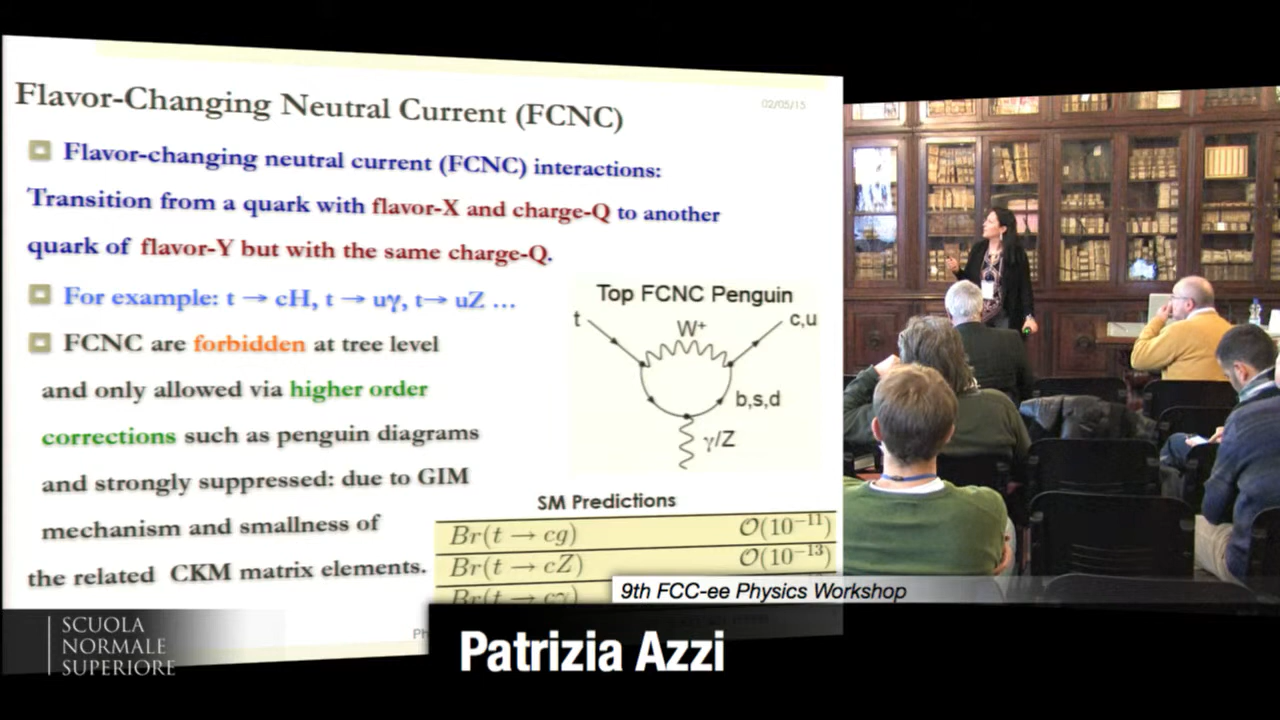 Flavor-Changing Neutral Current (FCNC)
02/05/15
Flavor-changing neutral current (FCNC) interactions:
Transition from a quark with flavor-X and charge-Q to another
quark of flavor-Y but with the same charge-Q.
For example: t → cH, t → uγ, t→ uZ ...
FCNC are forbidden at tree level
and only allowed via higher order
corrections such as penguin diagrams
and strongly suppressed: due to GIM
mechanism and smallness of
the related CKM matrix elements.
Top FCNC Penguin
t
W+
c,u
b,s,d
γ/Z
SM Predictions
Br(t → cg) O(10⁻¹¹)
Br(t → cZ) O(10⁻¹³)
Br(t → cγ)
9th FCC-ee Physics Workshop
Patrizia Azzi
SCUOLA
NORMALE
SUPERIORE